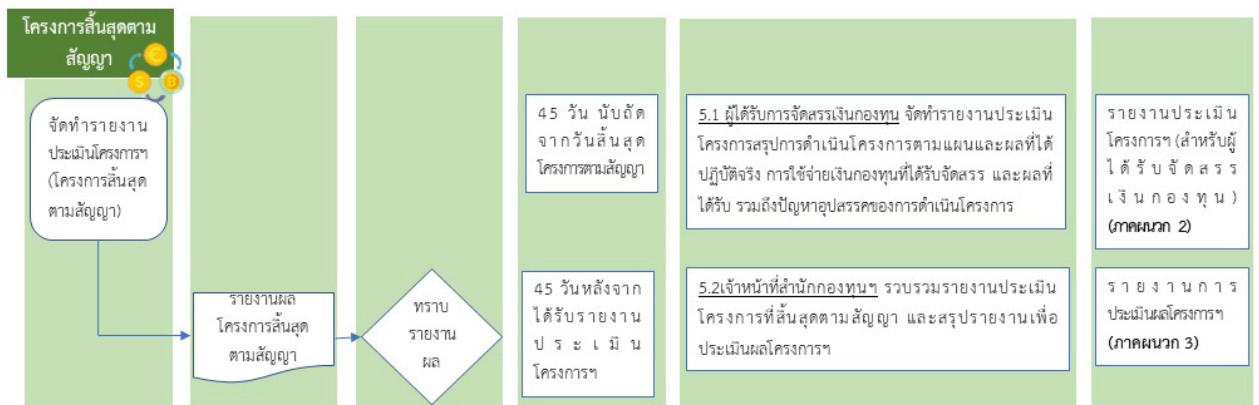 โครงการสิ้นสุดตาม
สัญญา
จัดทำรายงาน
ประเมินโครงการฯ
(โครงการสิ้นสุด
ตามสัญญา)
45 วัน นับถัด
จากวันสิ้นสุด
โครงการตามสัญญา
5.1 ผู้ได้รับการจัดสรรเงินกองทุน จัดทำรายงานประเมิน
โครงการสรุปการดำเนินโครงการตามแผนและผลที่ได้
ปฏิบัติจริง การใช้จ่ายเงินกองทุนที่ได้รับจัดสรร และผลที่
ได้รับ รวมถึงปัญหาอุปสรรคของการดำเนินโครงการ
รายงานประเมิน
โครงการฯ (สำหรับผู้
ได้รับจัดสรร
เงินกองทุน)
(ภาคผนวก 2)
รายงานผล
โครงการสิ้นสุด
ตามสัญญา
ทราบ
รายงาน
ผล
45 วันหลังจาก
ได้รับรายงาน
ประเมิน
โครงการฯ
5.2เจ้าหน้าที่สำนักกองทุนฯ รวบรวมรายงานประเมิน
โครงการที่สิ้นสุดตามสัญญา และสรุปรายงานเพื่อ
ประเมินผลโครงการฯ
รายงานการ
ประเมินผลโครงการฯ
(ภาคผนวก 3)